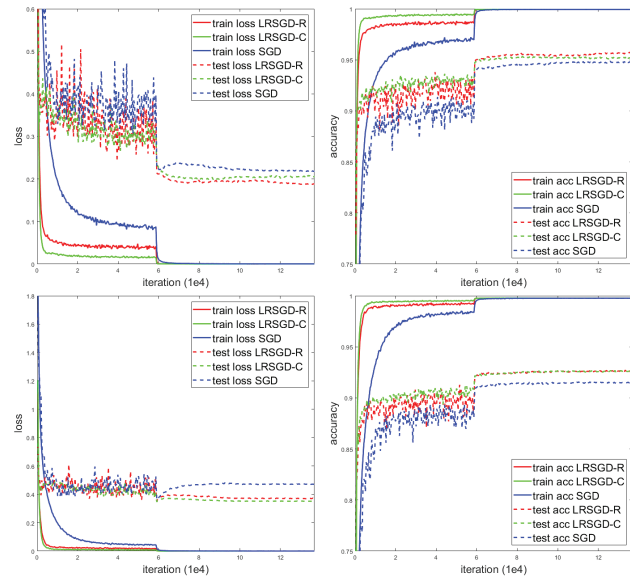 0.6
0.5
0.4
0.3
0.2
0.1
0
loss
0 2 4 6 8 10 12
iteration (1e4)
train loss LRSGD-R
train loss LRSGD-C
train loss SGD
test loss LRSGD-R
test loss LRSGD-C
test loss SGD
1
0.95
0.9
0.85
0.8
0.75
accuracy
0 2 4 6 8 10 12
iteration (1e4)
train acc LRSGD-R
train acc LRSGD-C
train acc SGD
test acc LRSGD-R
test acc LRSGD-C
test acc SGD
1.8
1.6
1.4
1.2
1
0.8
0.6
0.4
0.2
0
loss
0 2 4 6 8 10 12
iteration (1e4)
train loss LRSGD-R
train loss LRSGD-C
train loss SGD
test loss LRSGD-R
test loss LRSGD-C
test loss SGD
1
0.95
0.9
0.85
0.8
0.75
accuracy
0 2 4 6 8 10 12
iteration (1e4)
train acc LRSGD-R
train acc LRSGD-C
train acc SGD
test acc LRSGD-R
test acc LRSGD-C
test acc SGD